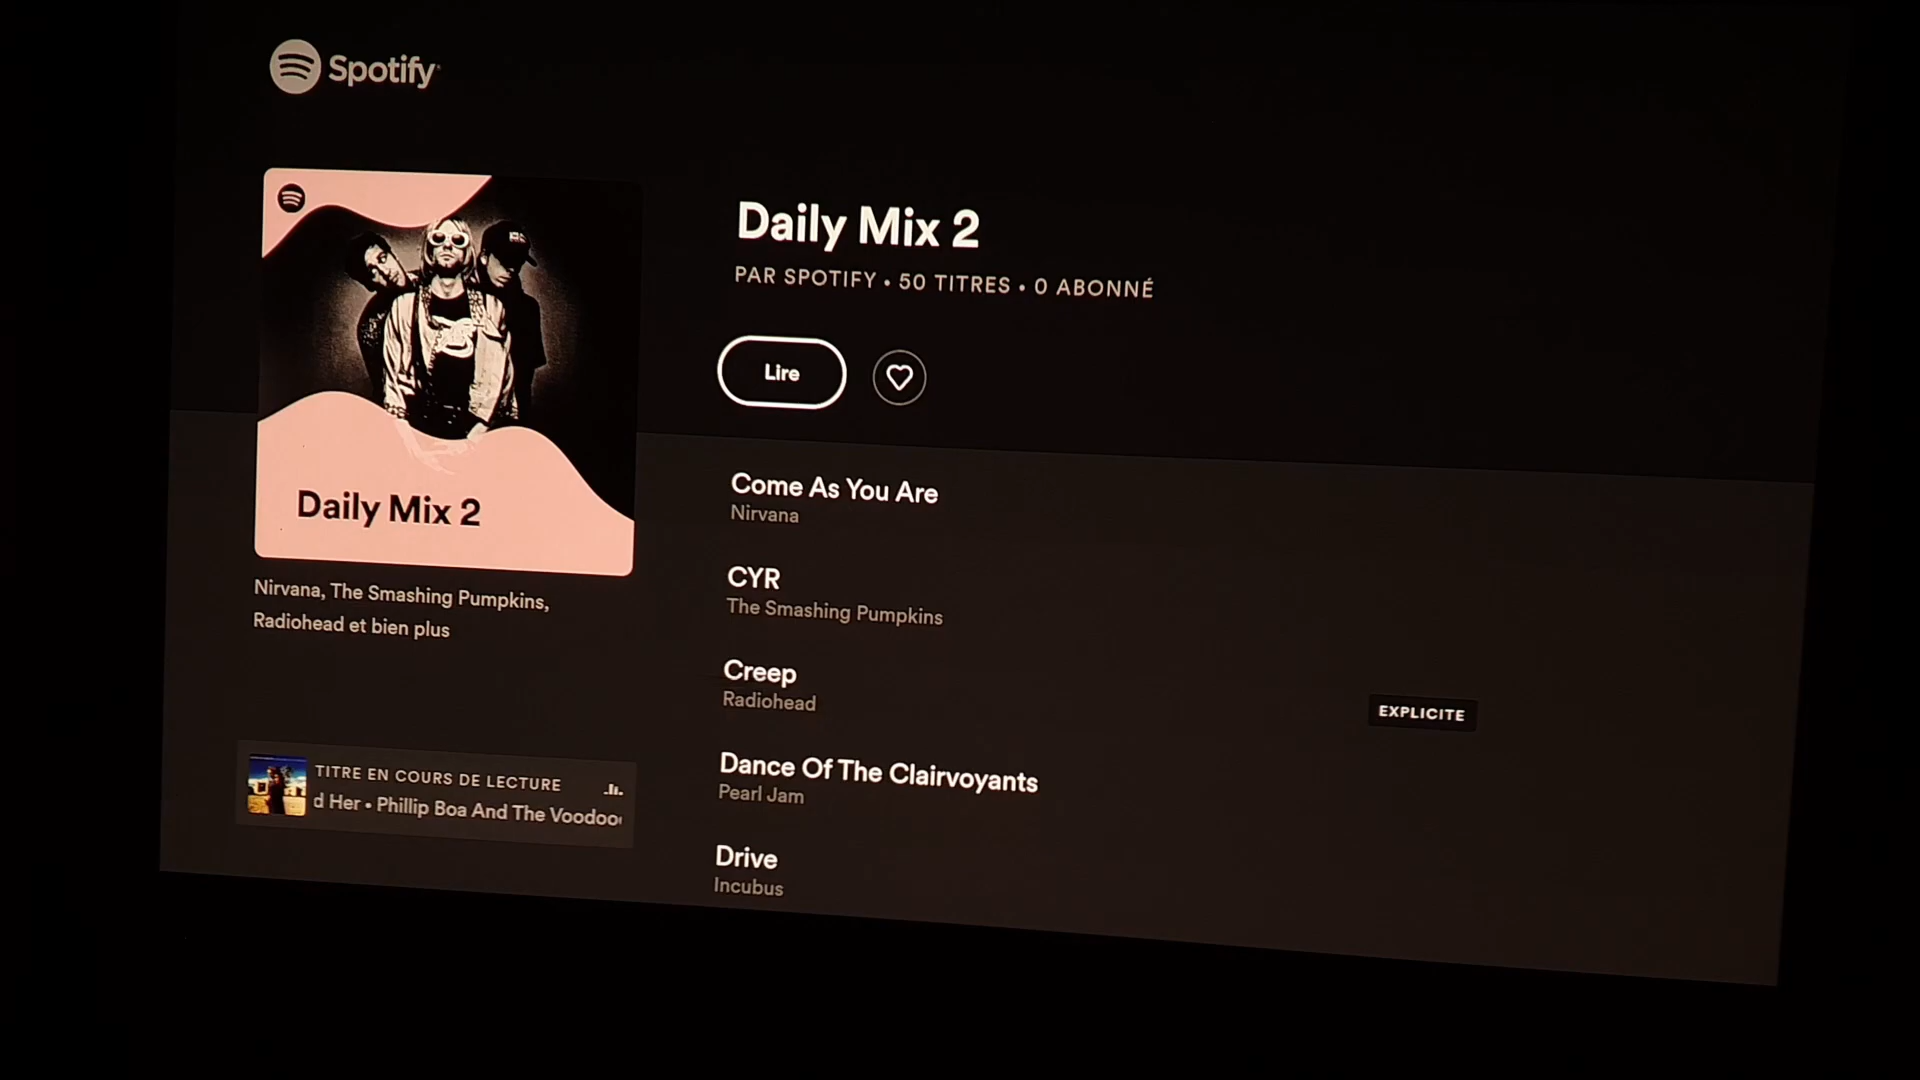 Spotify
Daily Mix 2
PAR SPOTIFY • 50 TITRES • 0 ABONNÉ
Lire
Daily Mix 2
Nirvana, The Smashing Pumpkins,
Radiohead et bien plus
Come As You Are
Nirvana
CYR
The Smashing Pumpkins
Creep
Radiohead
EXPLICITE
Dance Of The Clairvoyants
Pearl Jam
Drive
Incubus
TITRE EN COURS DE LECTURE
d Her • Phillip Boa And The Voodoo